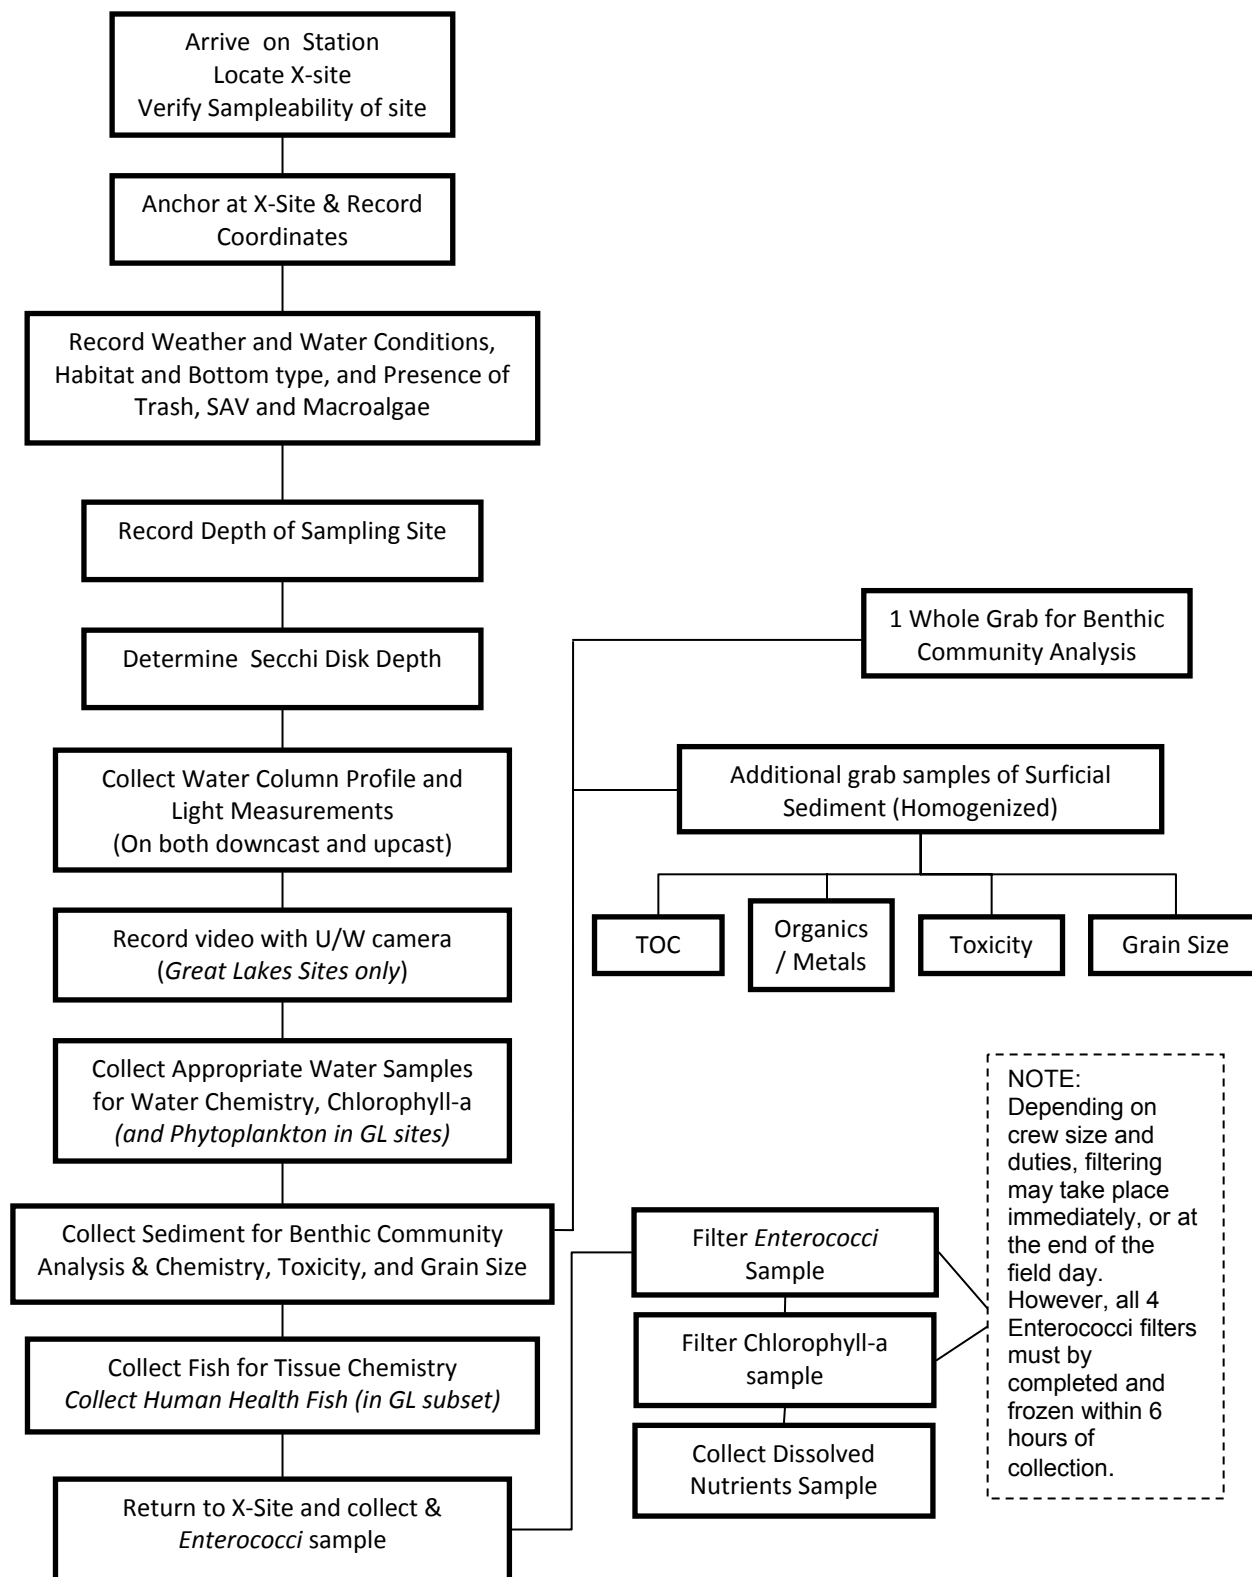 Arrive on Station
Locate X-site
Verify Sampleability of site
Anchor at X-Site & Record
Coordinates
Record Weather and Water Conditions,
Habitat and Bottom type, and Presence of
Trash, SAV and Macroalgae
Record Depth of Sampling Site
Determine Secchi Disk Depth
Collect Water Column Profile and
Light Measurements
(On both downcast and upcast)
Record video with U/W camera
(Great Lakes Sites only)
Collect Appropriate Water Samples
for Water Chemistry, Chlorophyll-a
(and Phytoplankton in GL sites)
Collect Sediment for Benthic Community
Analysis & Chemistry, Toxicity, and Grain Size
Collect Fish for Tissue Chemistry
Collect Human Health Fish (in GL subset)
Return to X-Site and collect &
Enterococci sample
1 Whole Grab for Benthic
Community Analysis
Additional grab samples of Surficial
Sediment (Homogenized)
TOC
Organics
/ Metals
Toxicity
Grain Size
Filter Enterococci
Sample
Filter Chlorophyll-a
sample
Collect Dissolved
Nutrients Sample
NOTE:
Depending on
crew size and
duties, filtering
may take place
immediately, or at
the end of the
field day.
However, all 4
Enterococci filters
must by
completed and
frozen within 6
hours of
collection.